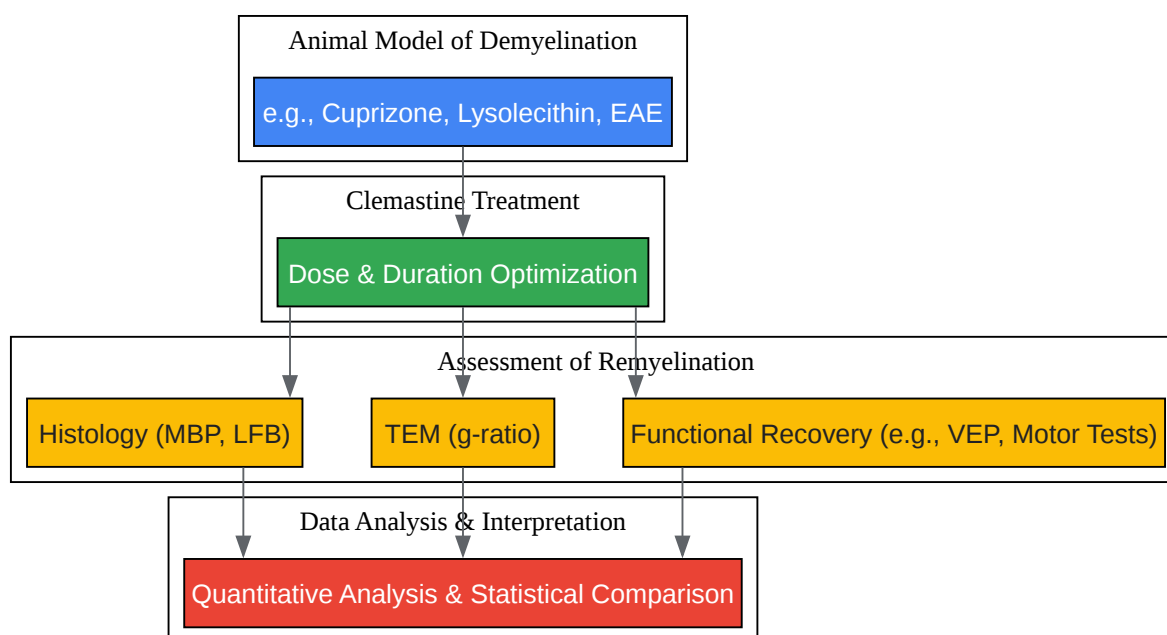 Animal Model of Demyelination
e.g., Cuprizone, Lysolecithin, EAE
Clemastine Treatment
Dose & Duration Optimization
Assessment of Remyelination
Histology (MBP, LFB)
TEM (g-ratio)
Functional Recovery (e.g., VEP, Motor Tests)
Data Analysis & Interpretation
Quantitative Analysis & Statistical Comparison